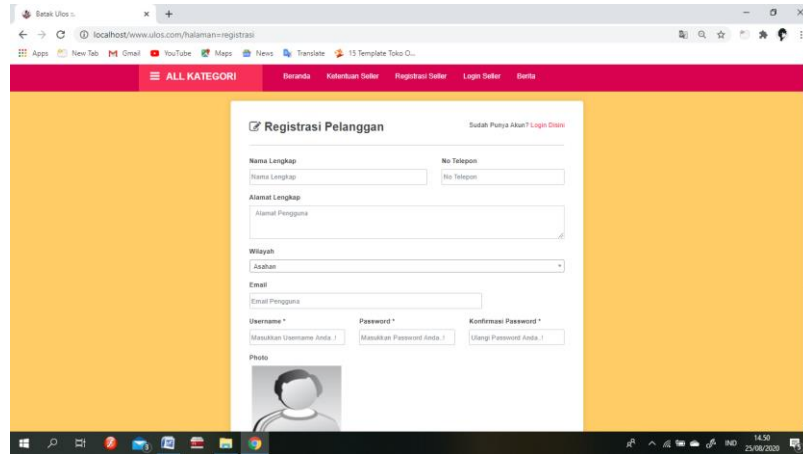 Batak Ulos ::.
localhost/www.ulos.com/halaman=registrasi
Apps New Tab Gmail YouTube Maps News Translate 15 Template Toko O...
ALL KATEGORI Beranda Ketentuan Seller Registrasi Seller Login Seller Berita
Registrasi Pelanggan Sudah Punya Akun? Login Disini
Nama Lengkap No Telepon
Nama Lengkap No Telepon
Alamat Lengkap
Alamat Pengguna
Wilayah
Asahan
Email
Email Pengguna
Username * Password * Konfirmasi Password *
Masukkan Username Anda..! Masukkan Password Anda..! Ulangi Password Anda..!
Photo
IND 14.50
25/08/2020